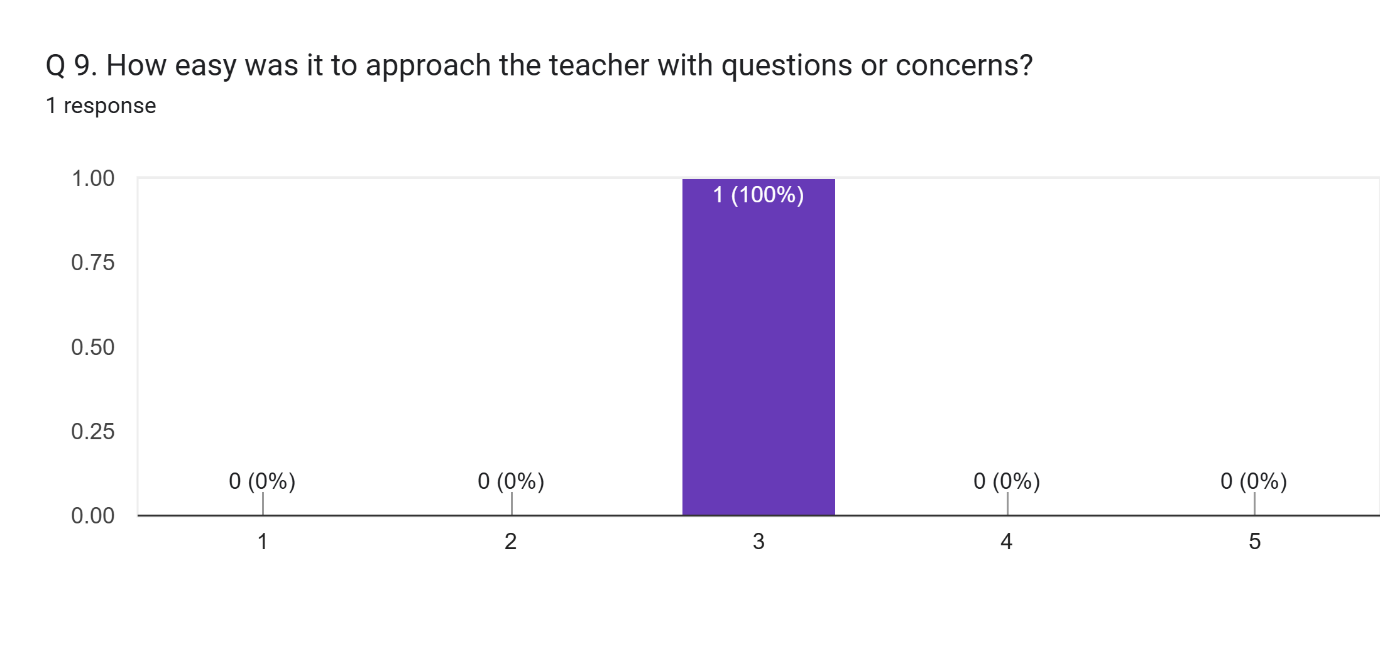 Q 9. How easy was it to approach the teacher with questions or concerns?
1 response
1.00
1 (100%)
0.75
0.50
0.25
0 (0%) 0 (0%) 0 (0%) 0 (0%)
0.00
1 2 3 4 5